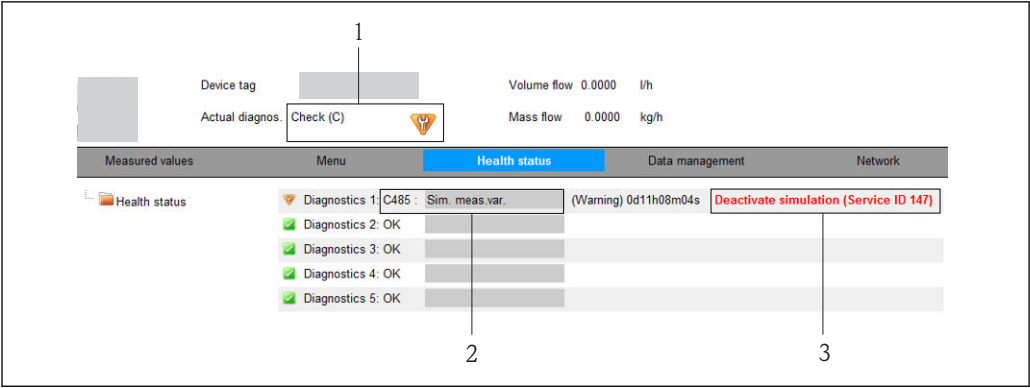 1
Device tag Volume flow 0.0000 l/h
Actual diagnos. Check (C) Mass flow 0.0000 kg/h
Measured values Menu Health status Data management Network
Health status Diagnostics 1: C485 : Sim. meas.var. (Warning) 0d11h08m04s Deactivate simulation (Service ID 147)
Diagnostics 2: OK
Diagnostics 3: OK
Diagnostics 4: OK
Diagnostics 5: OK
2 3